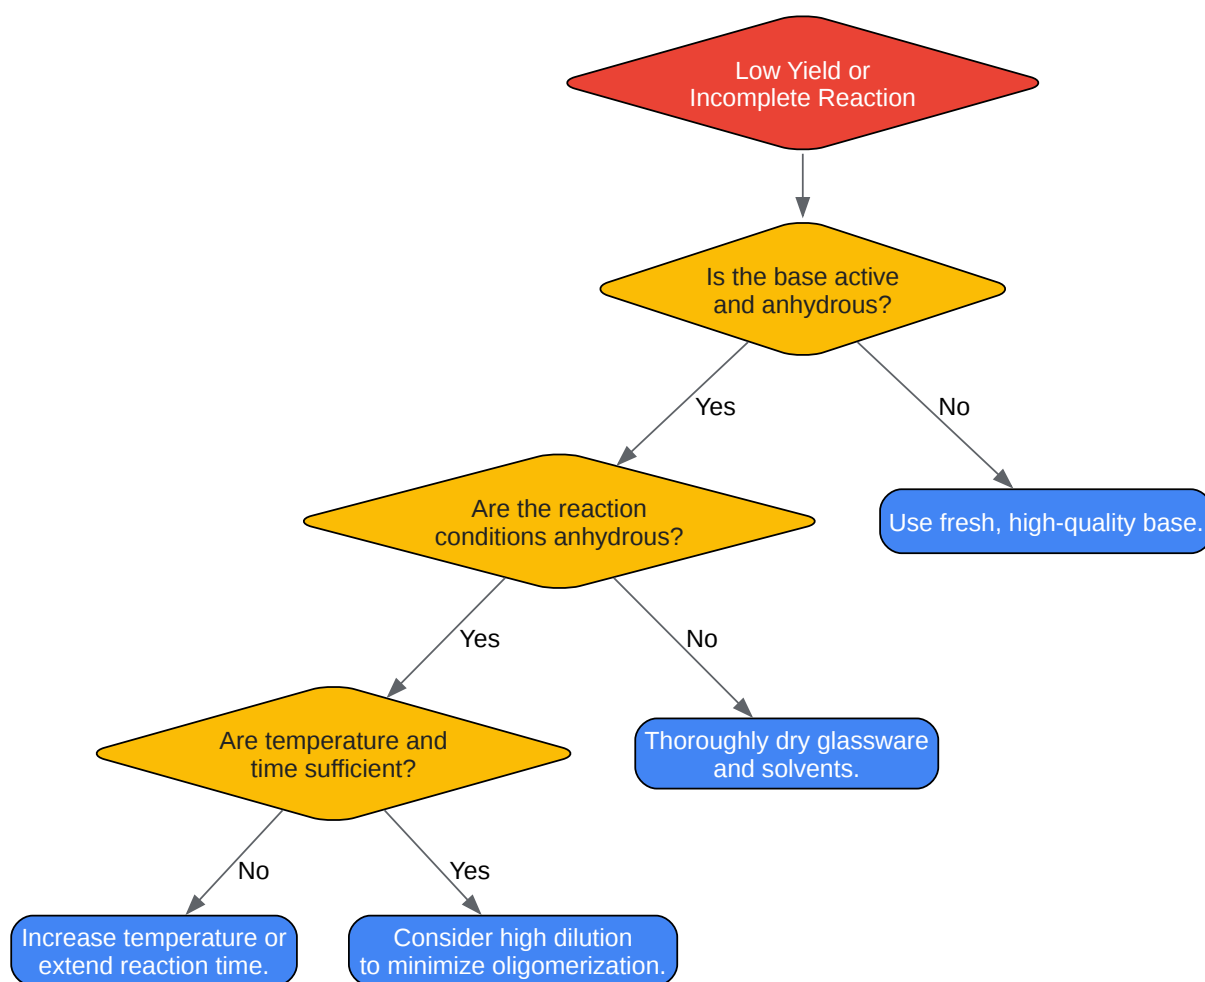 Low Yield or
Incomplete Reaction
Is the base active
and anhydrous?
Yes
No
Are the reaction
conditions anhydrous?
Use fresh, high-quality base.
Yes
No
Are temperature and
time sufficient?
Thoroughly dry glassware
and solvents.
No
Yes
Increase temperature or
extend reaction time.
Consider high dilution
to minimize oligomerization.